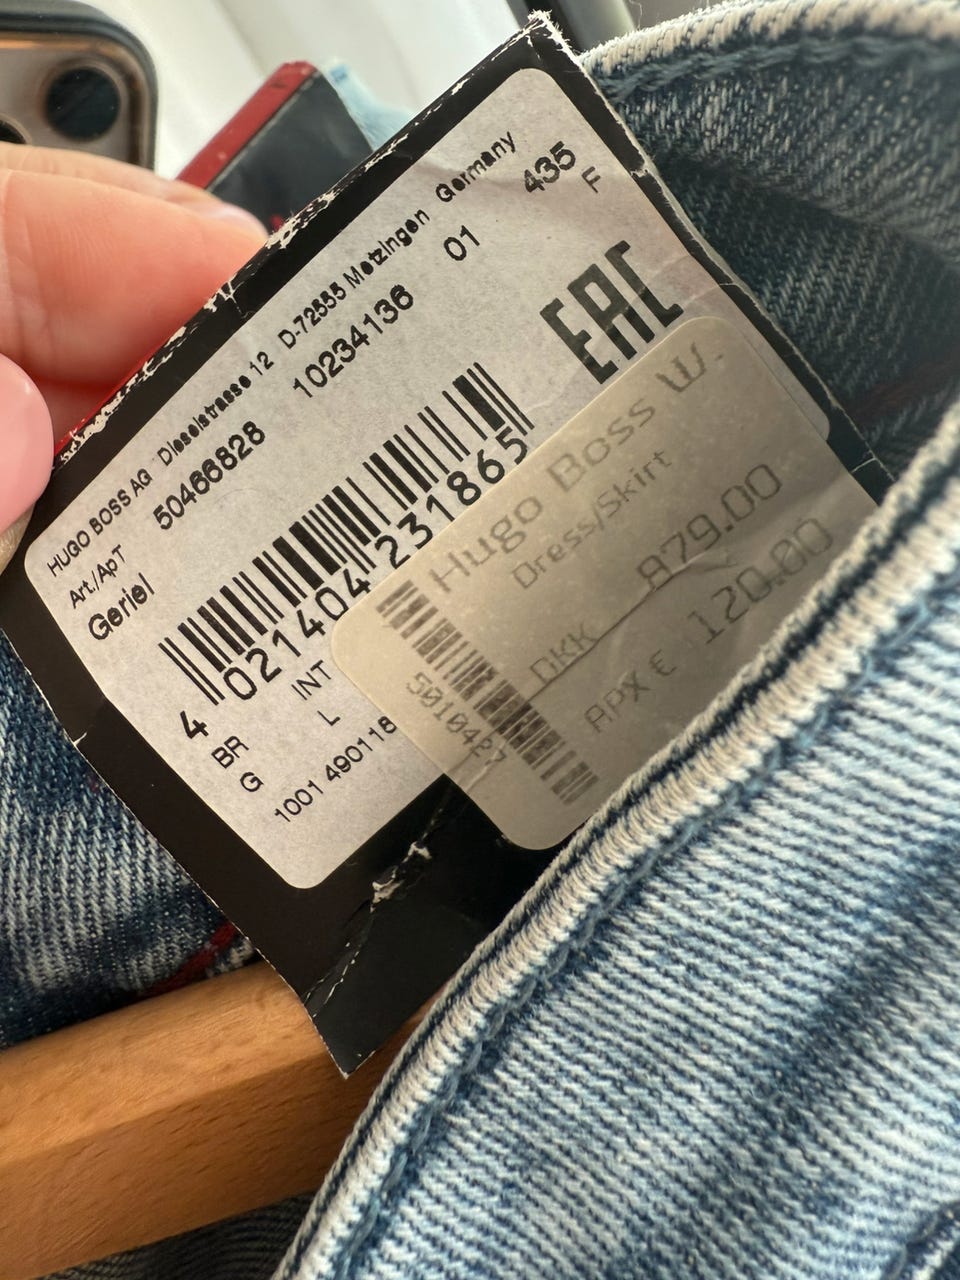 HUGO BOSS AG Dieselstrasse 12 D-72555 Metzingen Germany
Art./ApT 50466828 10234136 01 435
Geriel F
EAC
4 021404 231865
BR INT
G L
1001 490118
Hugo Boss W.
Dress/Skirt
DKK 879.00
APX € 120.00
5010427